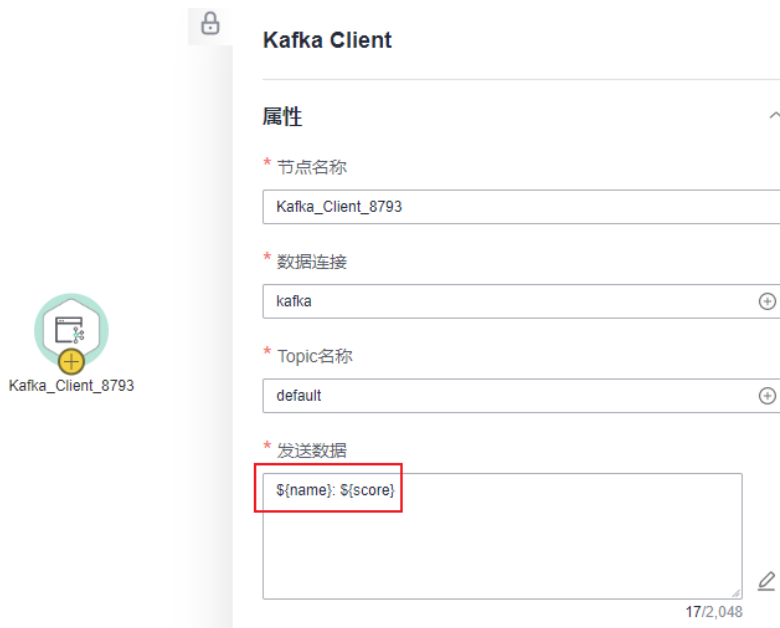 Kafka Client
属性
* 节点名称
Kafka_Client_8793
* 数据连接
kafka
* Topic名称
default
* 发送数据
${name}: ${score}
17/2,048
Kafka_Client_8793